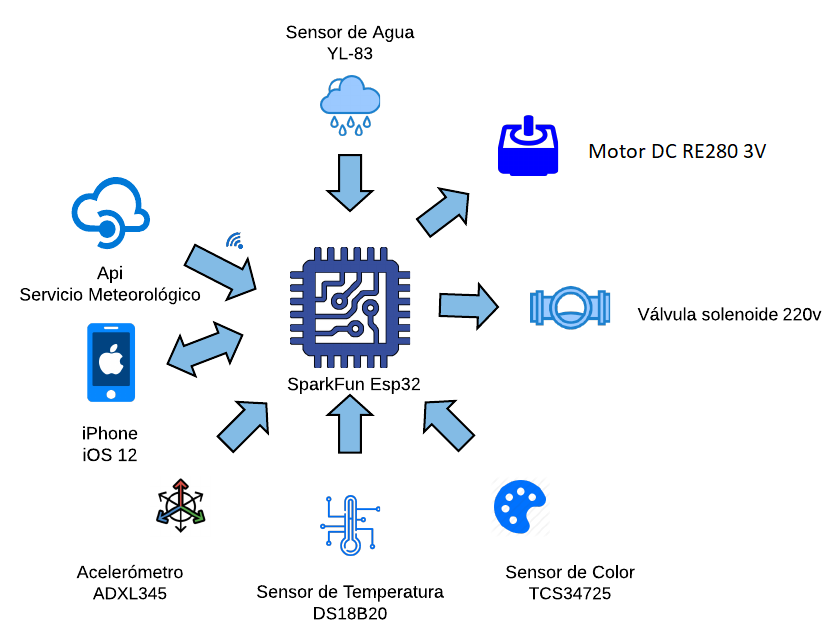 Sensor de Agua
YL-83
Motor DC RE280 3V
Api
Servicio Meteorológico
Válvula solenoide 220v
SparkFun Esp32
iPhone
iOS 12
Acelerómetro
ADXL345
Sensor de Temperatura
DS18B20
Sensor de Color
TCS34725